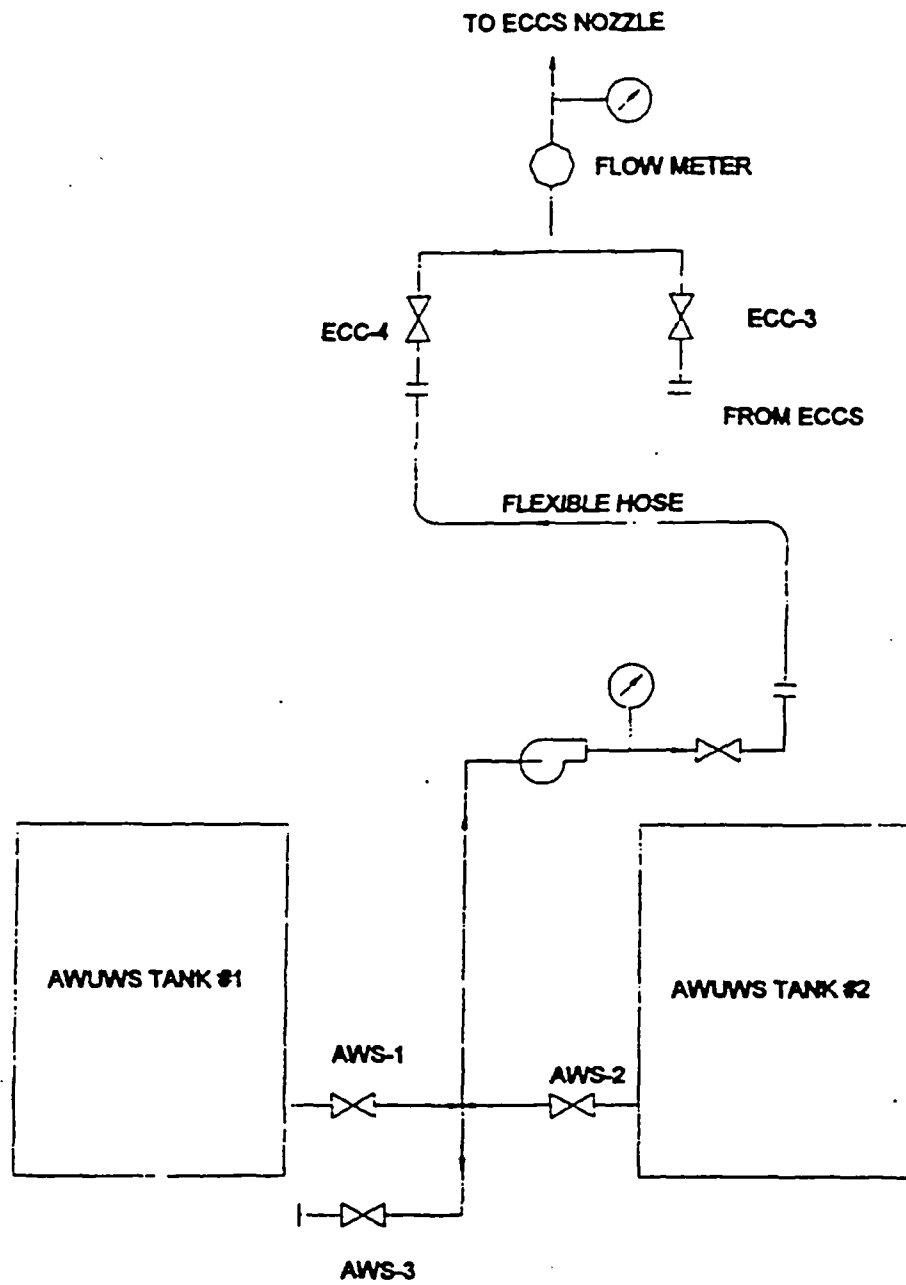 TO ECCS NOZZLE
FLOW METER
ECC-4
ECC-3
FROM ECCS
FLEXIBLE HOSE
AWUWS TANK #1
AWUWS TANK #2
AWS-1
AWS-2
AWS-3